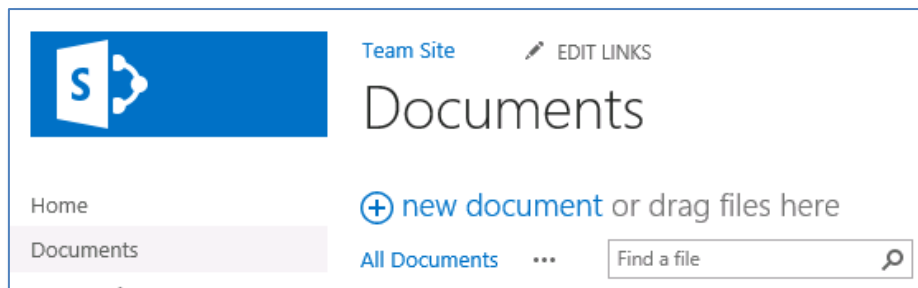 S
Team Site EDIT LINKS
Documents
Home
Documents
new document or drag files here
All Documents ...
Find a file